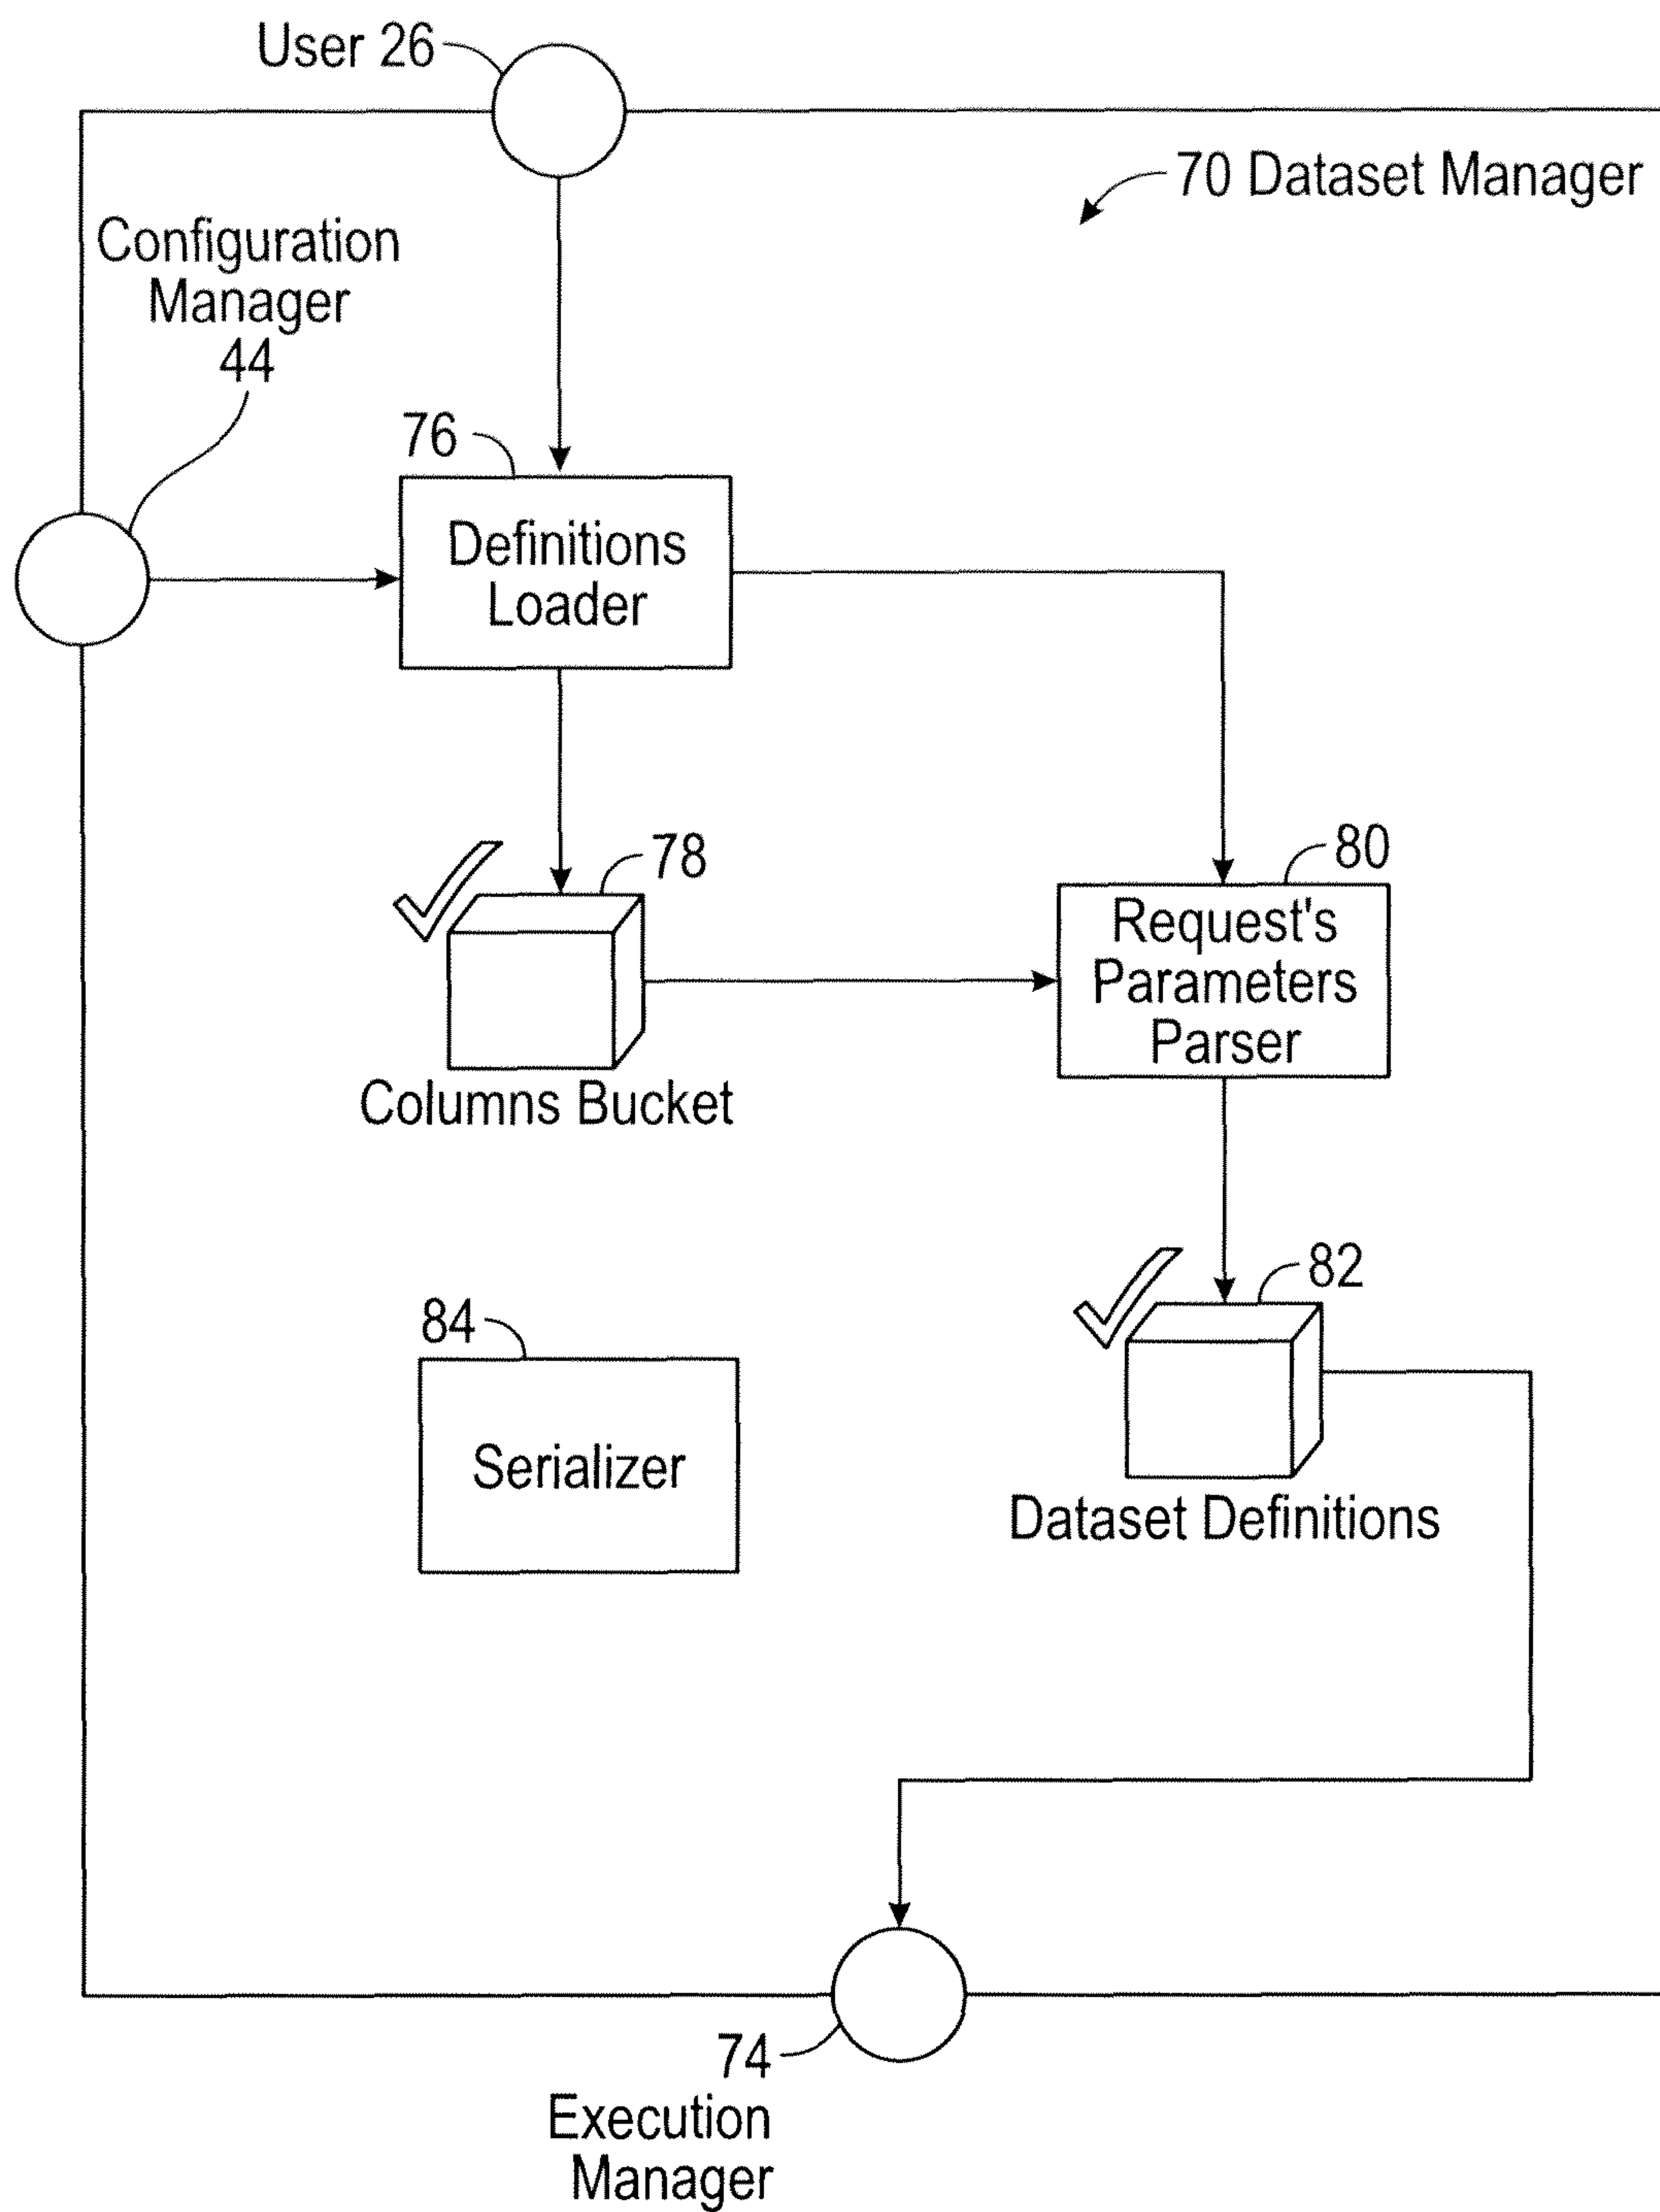 User 26
70 Dataset Manager
Configuration
Manager
44
76
Definitions
Loader
78
80
Request's
Parameters
Parser
Columns Bucket
82
84
Serializer
Dataset Definitions
74
Execution
Manager